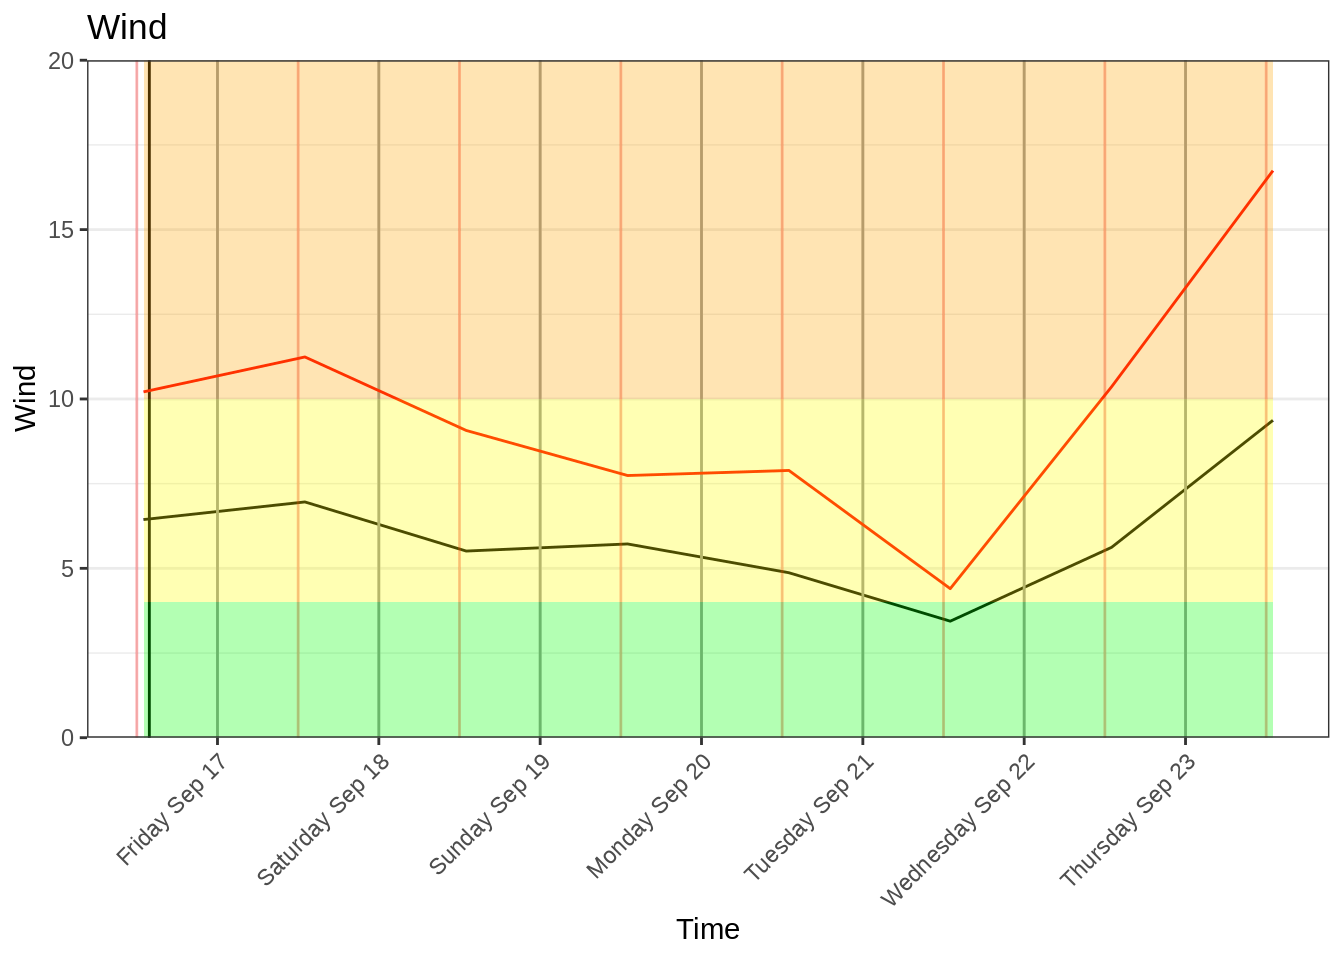 Wind
20
15
10
5
0
Wind
Friday Sep 17
Saturday Sep 18
Sunday Sep 19
Monday Sep 20
Tuesday Sep 21
Wednesday Sep 22
Thursday Sep 23
Time